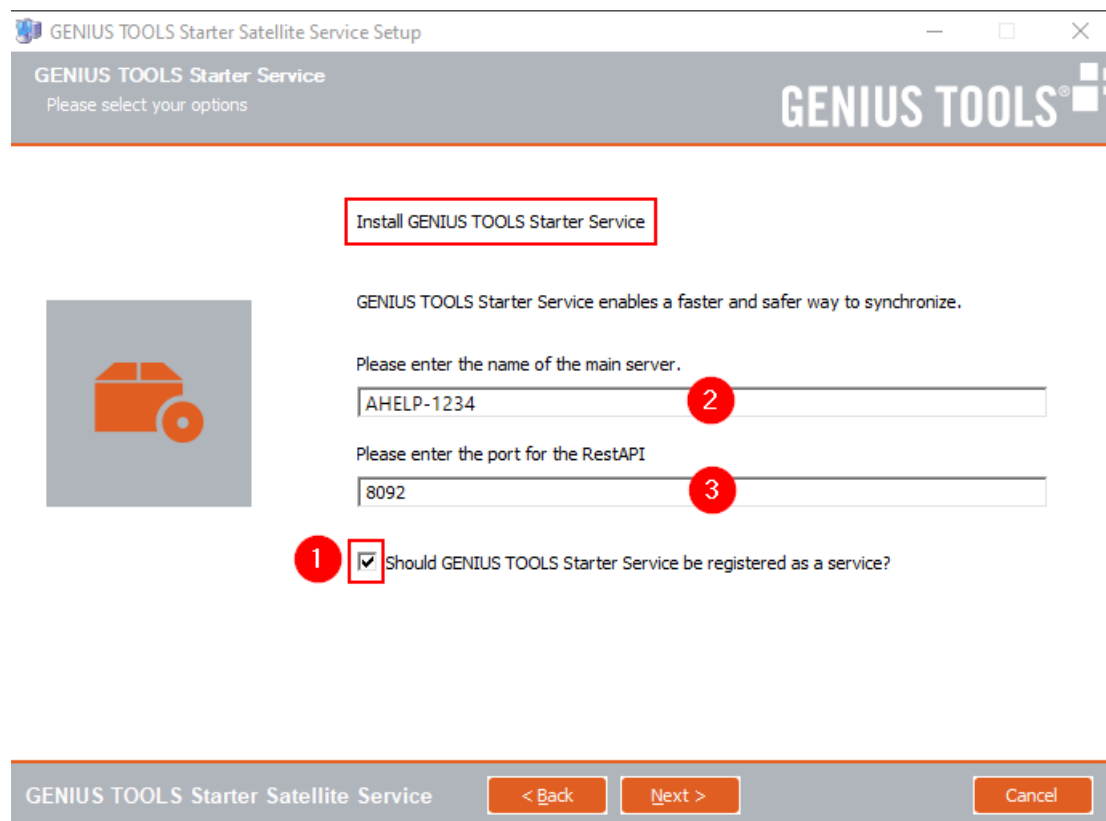 GENIUS TOOLS Starter Satellite Service Setup
GENIUS TOOLS Starter Service
Please select your options
GENIUS TOOLS®
Install GENIUS TOOLS Starter Service
GENIUS TOOLS Starter Service enables a faster and safer way to synchronize.
Please enter the name of the main server.
AHELP-1234 2
Please enter the port for the RestAPI
8092 3
1 Should GENIUS TOOLS Starter Service be registered as a service?
GENIUS TOOLS Starter Satellite Service < Back Next > Cancel